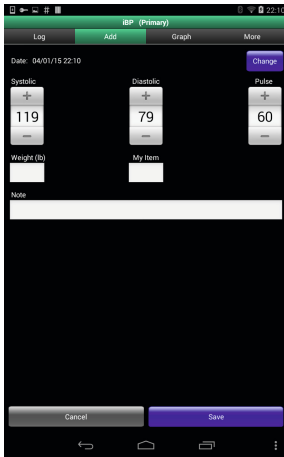 22:10
iBP (Primary)
Log Add Graph More
Date: 04/01/15 22:10 Change
Systolic Diastolic Pulse
+ + +
119 79 60
− − −
Weight (lb) My Item
Note
Cancel Save